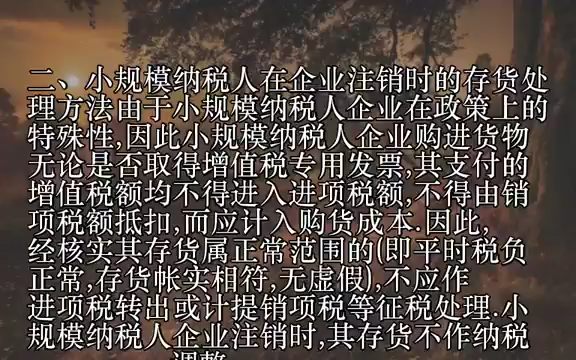 二、小规模纳税人在企业注销时的存货处
理方法由于小规模纳税人企业在政策上的
特殊性,因此小规模纳税人企业购进货物
无论是否取得增值税专用发票,其支付的
增值税额均不得进入进项税额,不得由销
项税额抵扣,而应计入购货成本.因此,
经核实其存货属正常范围的(即平时税负
正常,存货帐实相符,无虚假),不应作
进项税转出或计提销项税等征税处理.小
规模纳税人企业注销时,其存货不作纳税
调整